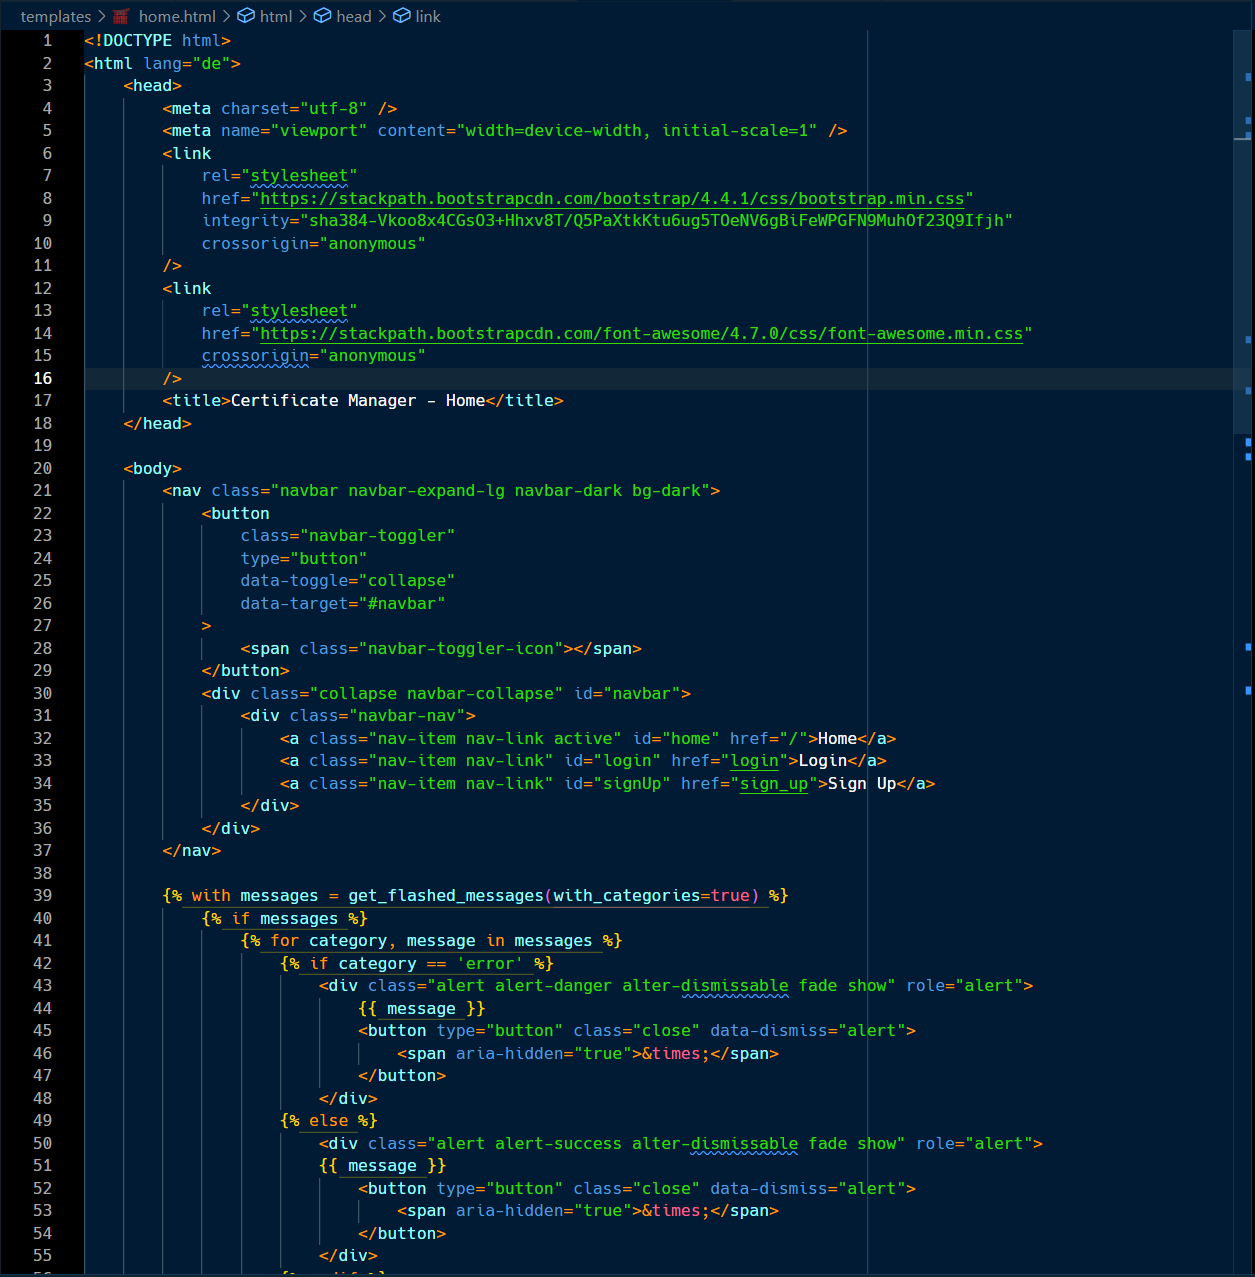 templates > home.html > html > head > link
1 <!DOCTYPE html>
2 <html lang="de">
3 <head>
4 <meta charset="utf-8" />
5 <meta name="viewport" content="width=device-width, initial-scale=1" />
6 <link
7 rel="stylesheet"
8 href="https://stackpath.bootstrapcdn.com/bootstrap/4.4.1/css/bootstrap.min.css"
9 integrity="sha384-Vkoo8x4CGsO3+Hhxv8T/Q5PaXtkKtu6ug5TOeNV6gBiFeWPGFN9MuhOf23Q9Ifjh"
10 crossorigin="anonymous"
11 />
12 <link
13 rel="stylesheet"
14 href="https://stackpath.bootstrapcdn.com/font-awesome/4.7.0/css/font-awesome.min.css"
15 crossorigin="anonymous"
16 />
17 <title>Certificate Manager - Home</title>
18 </head>
19
20 <body>
21 <nav class="navbar navbar-expand-lg navbar-dark bg-dark">
22 <button
23 class="navbar-toggler"
24 type="button"
25 data-toggle="collapse"
26 data-target="#navbar"
27 >
28 <span class="navbar-toggler-icon"></span>
29 </button>
30 <div class="collapse navbar-collapse" id="navbar">
31 <div class="navbar-nav">
32 <a class="nav-item nav-link active" id="home" href="/">Home</a>
33 <a class="nav-item nav-link" id="login" href="login">Login</a>
34 <a class="nav-item nav-link" id="signUp" href="sign_up">Sign Up</a>
35 </div>
36 </div>
37 </nav>
38
39 {% with messages = get_flashed_messages(with_categories=true) %}
40 {% if messages %}
41 {% for category, message in messages %}
42 {% if category == 'error' %}
43 <div class="alert alert-danger alter-dismissable fade show" role="alert">
44 {{ message }}
45 <button type="button" class="close" data-dismiss="alert">
46 <span aria-hidden="true">&times;</span>
47 </button>
48 </div>
49 {% else %}
50 <div class="alert alert-success alter-dismissable fade show" role="alert">
51 {{ message }}
52 <button type="button" class="close" data-dismiss="alert">
53 <span aria-hidden="true">&times;</span>
54 </button>
55 </div>